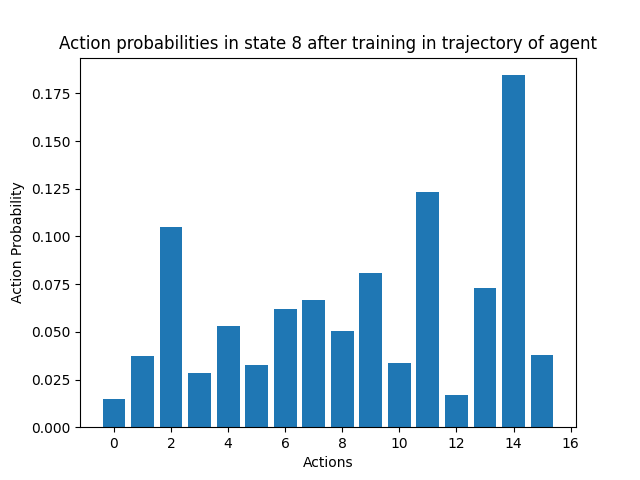 Action probabilities in state 8 after training in trajectory of agent
0.175
0.150
0.125
0.100
0.075
0.050
0.025
0.000
Action Probability
0 2 4 6 8 10 12 14 16
Actions